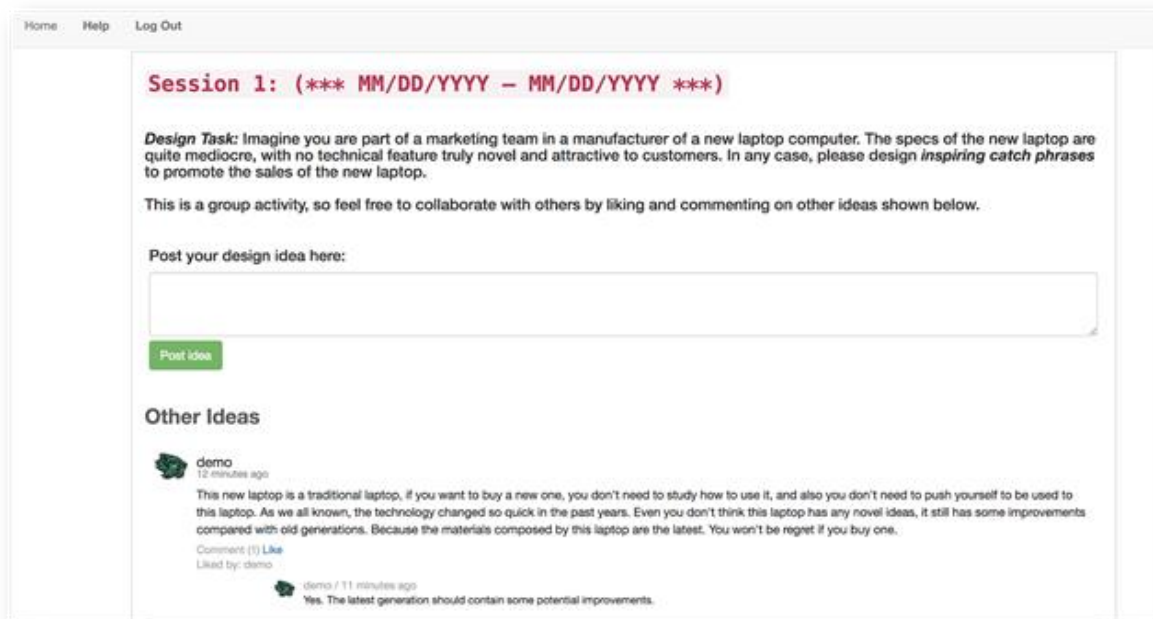 Home Help Log Out
Session 1: (*** MM/DD/YYYY – MM/DD/YYYY ***)
Design Task: Imagine you are part of a marketing team in a manufacturer of a new laptop computer. The specs of the new laptop are
quite mediocre, with no technical feature truly novel and attractive to customers. In any case, please design inspiring catch phrases
to promote the sales of the new laptop.
This is a group activity, so feel free to collaborate with others by liking and commenting on other ideas shown below.
Post your design idea here:
Post idea
Other Ideas
demo
12 minutes ago
This new laptop is a traditional laptop, if you want to buy a new one, you don't need to study how to use it, and also you don't need to push yourself to be used to
this laptop. As we all known, the technology changed so quick in the past years. Even you don't think this laptop has any novel ideas, it still has some improvements
compared with old generations. Because the materials composed by this laptop are the latest. You won't be regret if you buy one.
Comment (1) Like
Liked by: demo
demo / 11 minutes ago
Yes. The latest generation should contain some potential improvements.